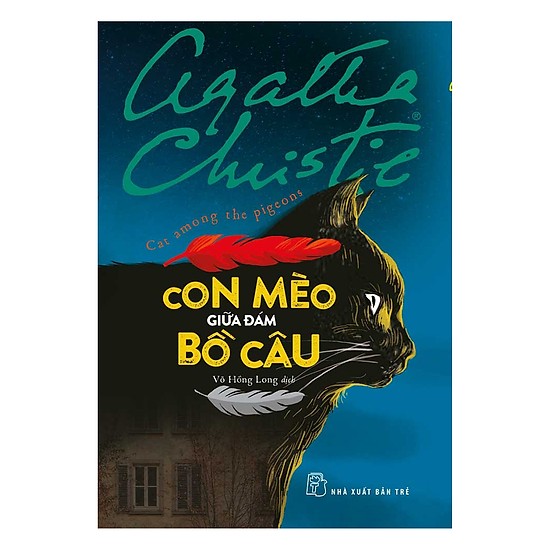 Agatha
Christie®
Cat among the pigeons
CON MÈO
GIỮA ĐÁM
BỒ CÂU
Võ Hồng Long dịch
NHÀ XUẤT BẢN TRẺ